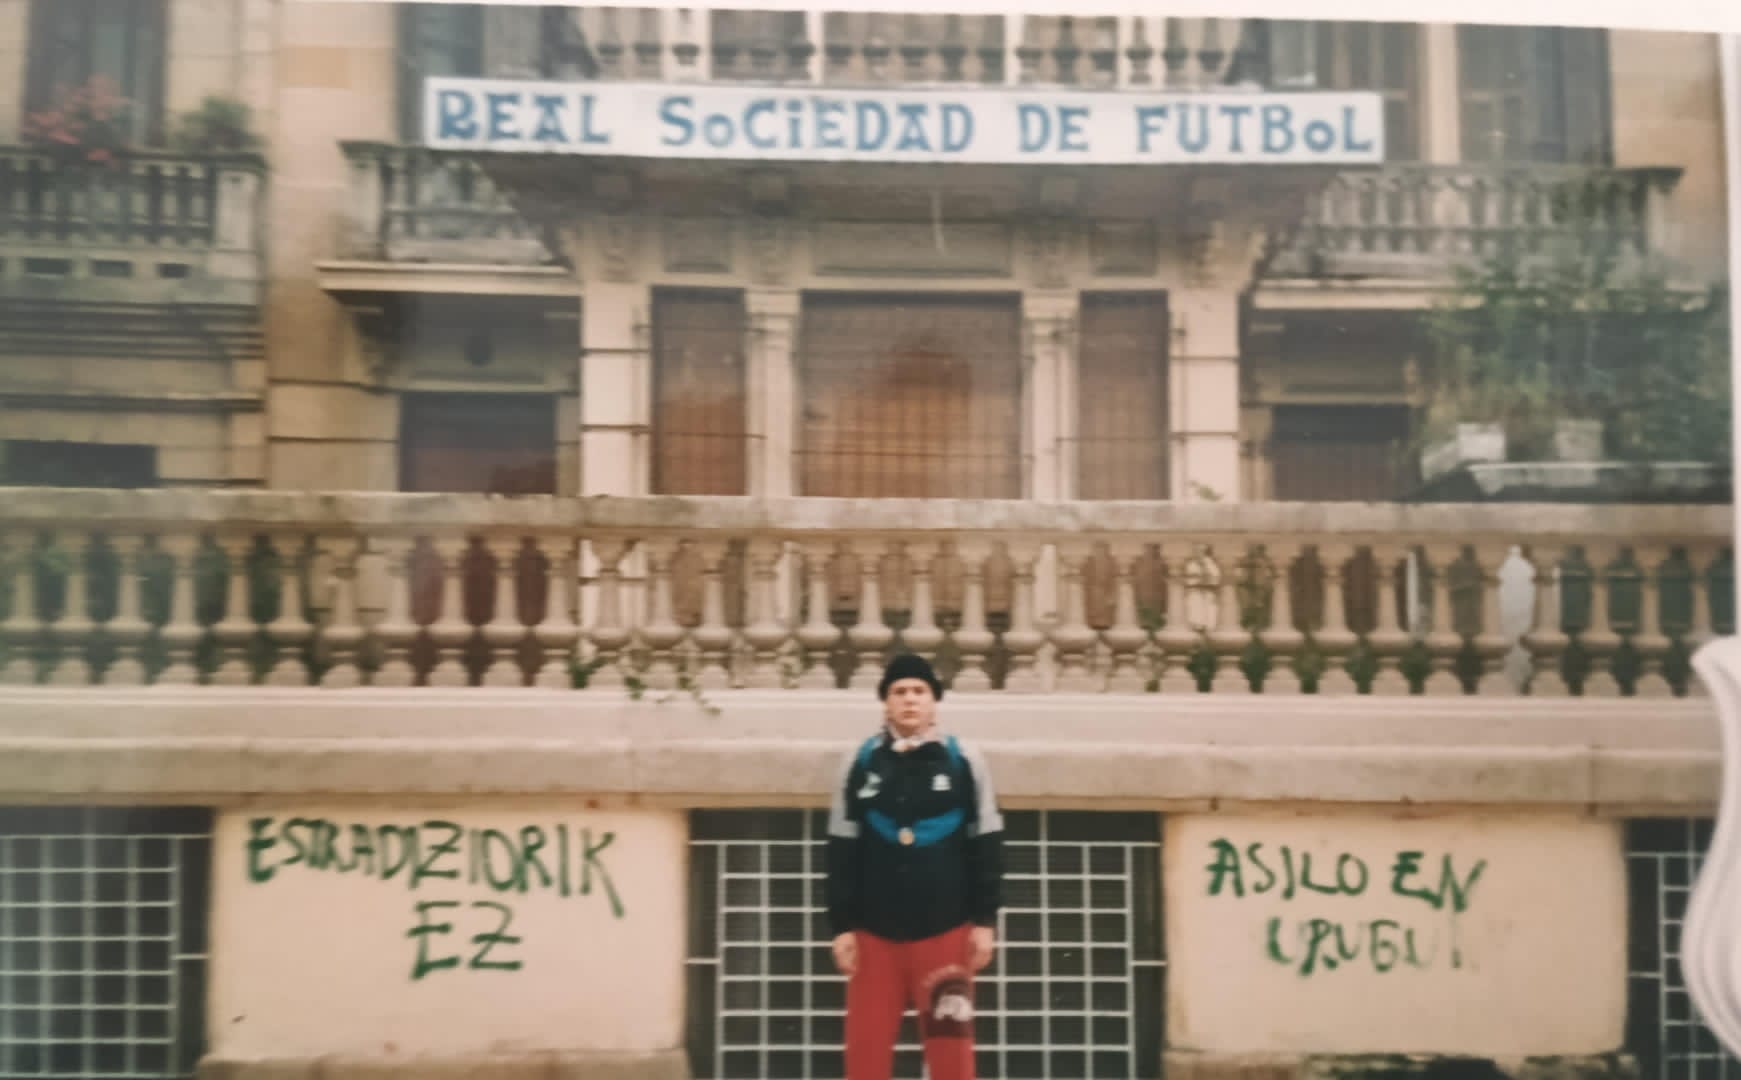 REAL SoCiEDAD DE FUTBoL
ESTRADIZIORIK
EZ
ASILO EN